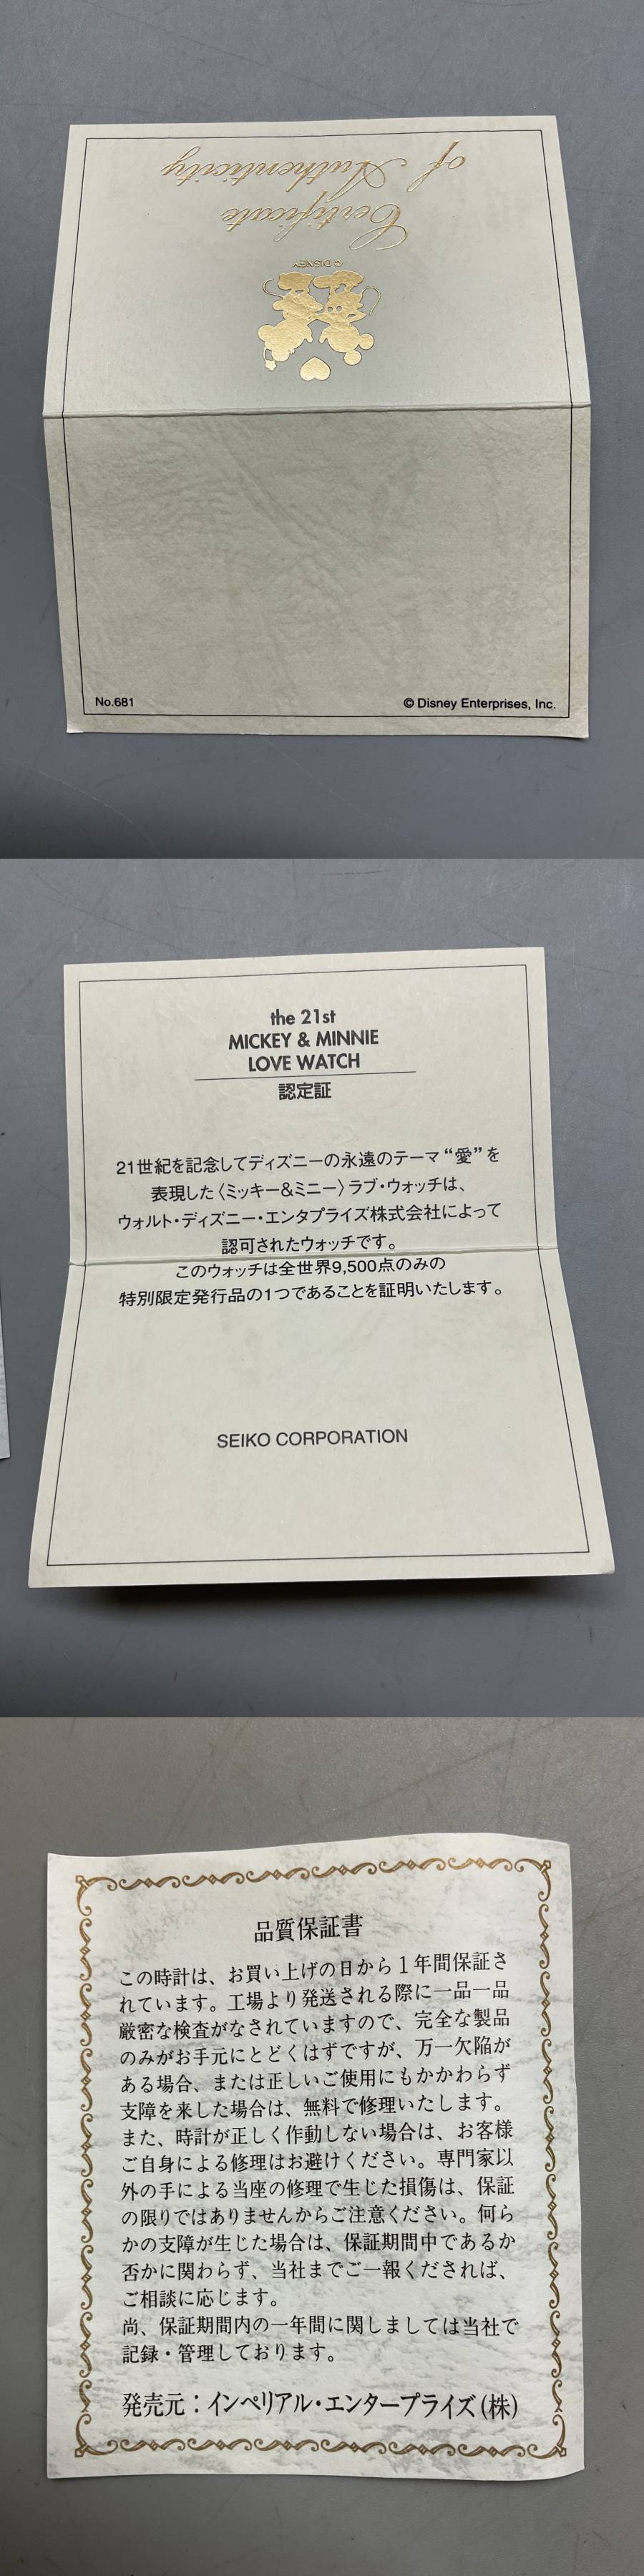 Certificate
of Authenticity
© DISNEY
No.681
© Disney Enterprises, Inc.
the 21st
MICKEY & MINNIE
LOVE WATCH
認定証
21世紀を記念してディズニーの永遠のテーマ“愛”を
表現した〈ミッキー&ミニー〉ラブ・ウォッチは、
ウォルト・ディズニー・エンタプライズ株式会社によって
認可されたウォッチです。
このウォッチは全世界9,500点のみの
特別限定発行品の1つであることを証明いたします。
SEIKO CORPORATION
品質保証書
この時計は、お買い上げの日から1年間保証さ
れています。工場より発送される際に一品一品
厳密な検査がなされていますので、完全な製品
のみがお手元にとどくはずですが、万一欠陥が
ある場合、または正しいご使用にもかかわらず
支障を来した場合は、無料で修理いたします。
また、時計が正しく作動しない場合は、お客様
ご自身による修理はお避けください。専門家以
外の手による当座の修理で生じた損傷は、保証
の限りではありませんからご注意ください。何ら
かの支障が生じた場合は、保証期間中であるか
否かに関わらず、当社までご一報くだされば、
ご相談に応じます。
尚、保証期間内の一年間に関しましては当社で
記録・管理しております。
発売元：インペリアル・エンタープライズ(株)